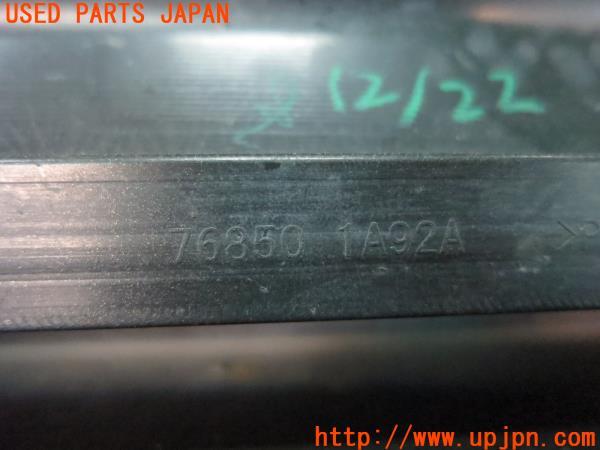 USED PARTS JAPAN
12/22
76850 1A92A
>P
http://www.upjpn.com